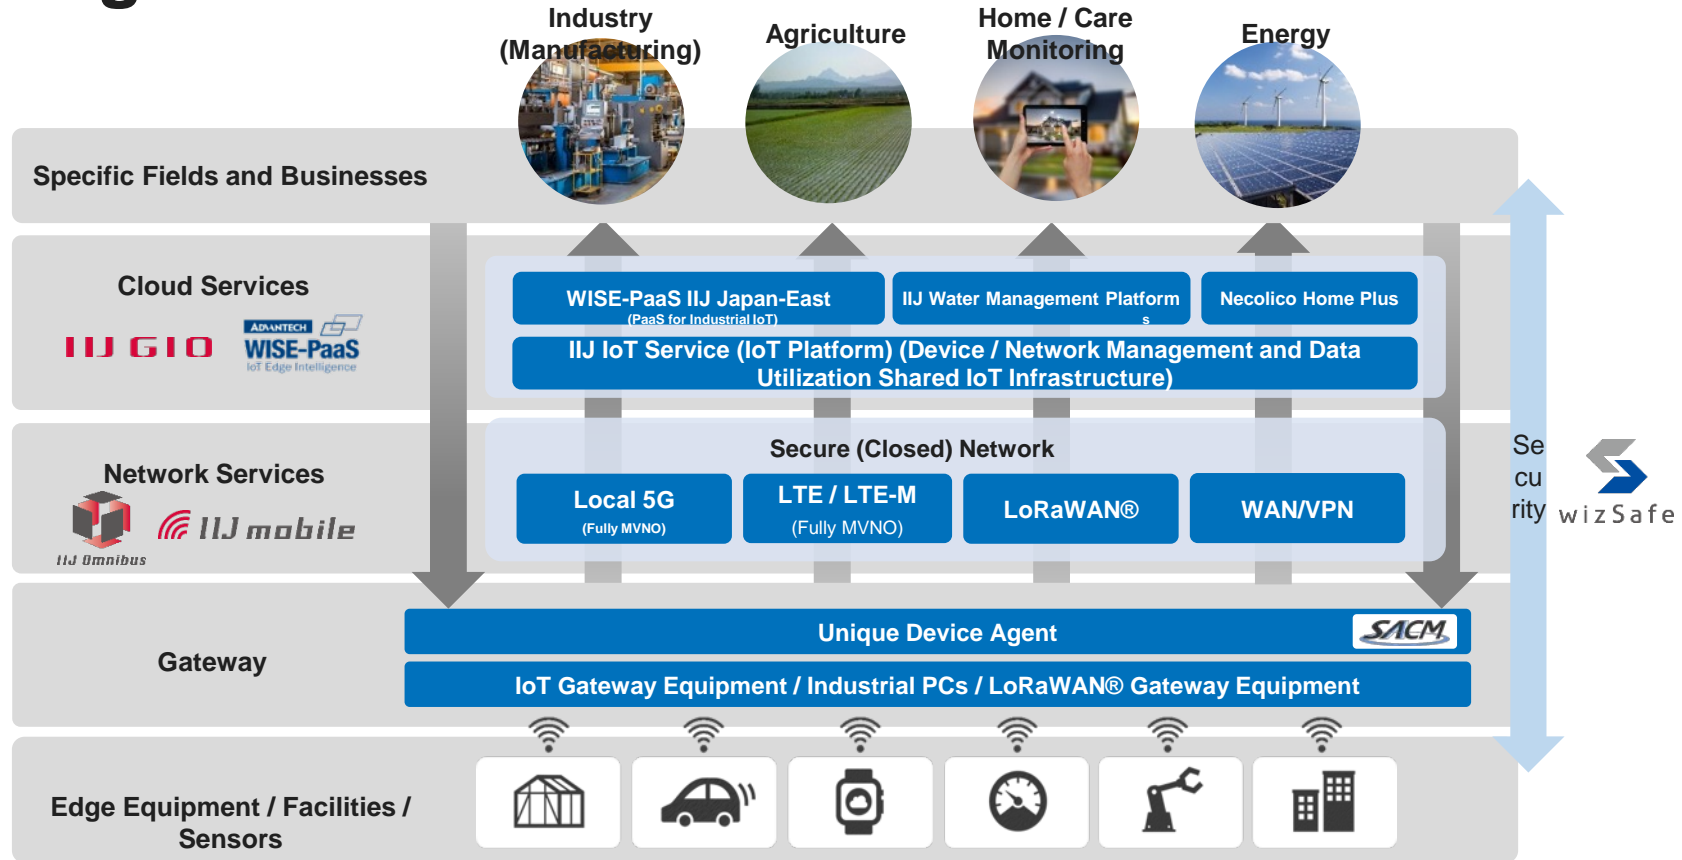 g
Industry
(Manufacturing)
Agriculture
Home / Care
Monitoring
Energy
Specific Fields and Businesses
Cloud Services
IIJ GIO
ADVANTECH
WISE-PaaS
IoT Edge Intelligence
WISE-PaaS IIJ Japan-East
(PaaS for Industrial IoT)
IIJ Water Management Platform
s
Necolico Home Plus
IIJ IoT Service (IoT Platform) (Device / Network Management and Data
Utilization Shared IoT Infrastructure)
Network Services
IIJ Omnibus
IIJ mobile
Secure (Closed) Network
Local 5G
(Fully MVNO)
LTE / LTE-M
(Fully MVNO)
LoRaWAN®
WAN/VPN
Se
cu
rity
wizSafe
Gateway
Unique Device Agent
SACM
IoT Gateway Equipment / Industrial PCs / LoRaWAN® Gateway Equipment
Edge Equipment / Facilities /
Sensors